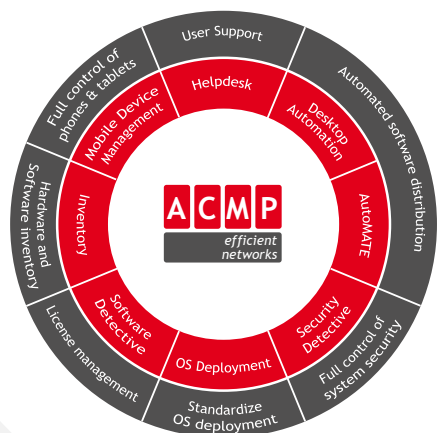 User Support
Automated software distribution
Full control of
system security
Standardize
OS deployment
License management
Hardware and
Software inventory
Full control of
phones & tablets
Helpdesk
Desktop
Automation
AutoMATE
Security
Detective
OS Deployment
Software
Detective
Inventory
Mobile Device
Management
ACMP
efficient
networks